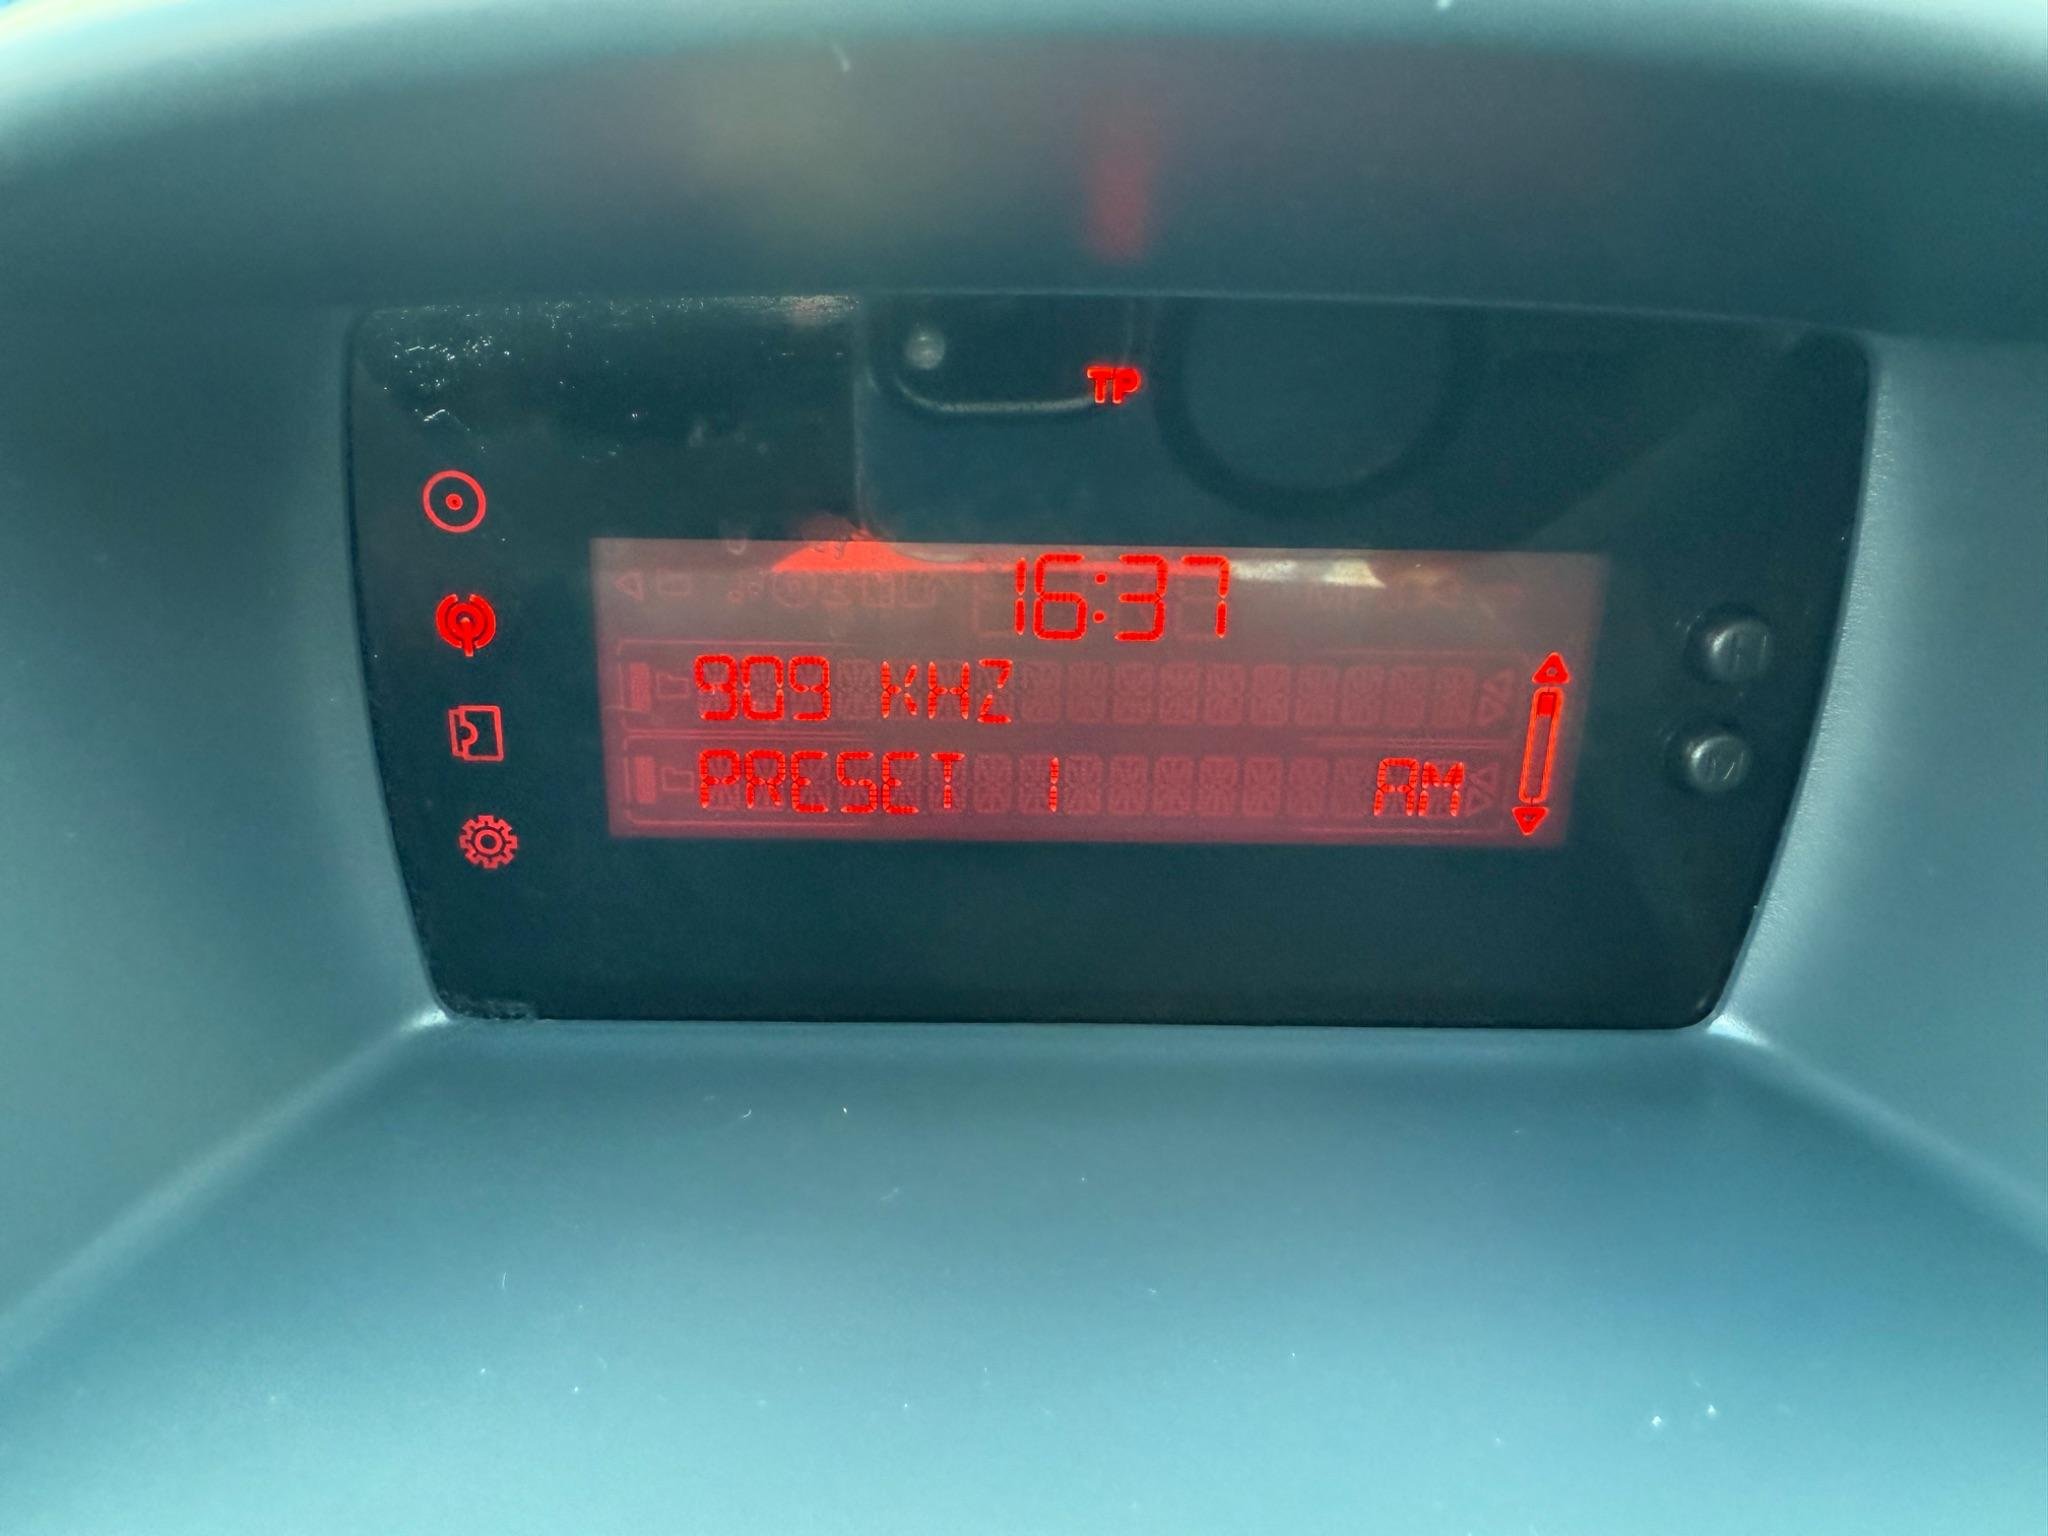 TP
16:37
909 KHZ
PRESET 1 AM